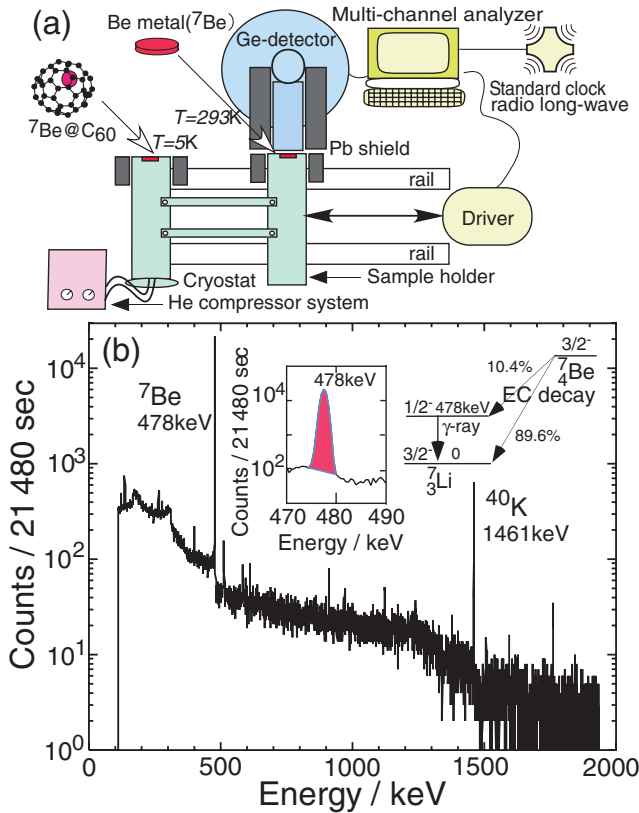 (a)
Be metal(⁷Be)
Ge-detector
Multi-channel analyzer
Standard clock
radio long-wave
⁷Be@C₆₀
T=5K
T=293K
Pb shield
rail
Driver
rail
Cryostat
Sample holder
He compressor system
(b)
Counts / 21 480 sec
10⁴
10³
10²
10¹
10⁰
⁷Be
478keV
Counts / 21 480 sec
10⁴
10²
478keV
470 480 490
Energy / keV
3/2⁻
10.4%
⁷₄Be
EC decay
1/2⁻ 478keV
γ-ray
89.6%
3/2⁻ 0
⁷₃Li
⁴⁰K
1461keV
0 500 1000 1500 2000
Energy / keV